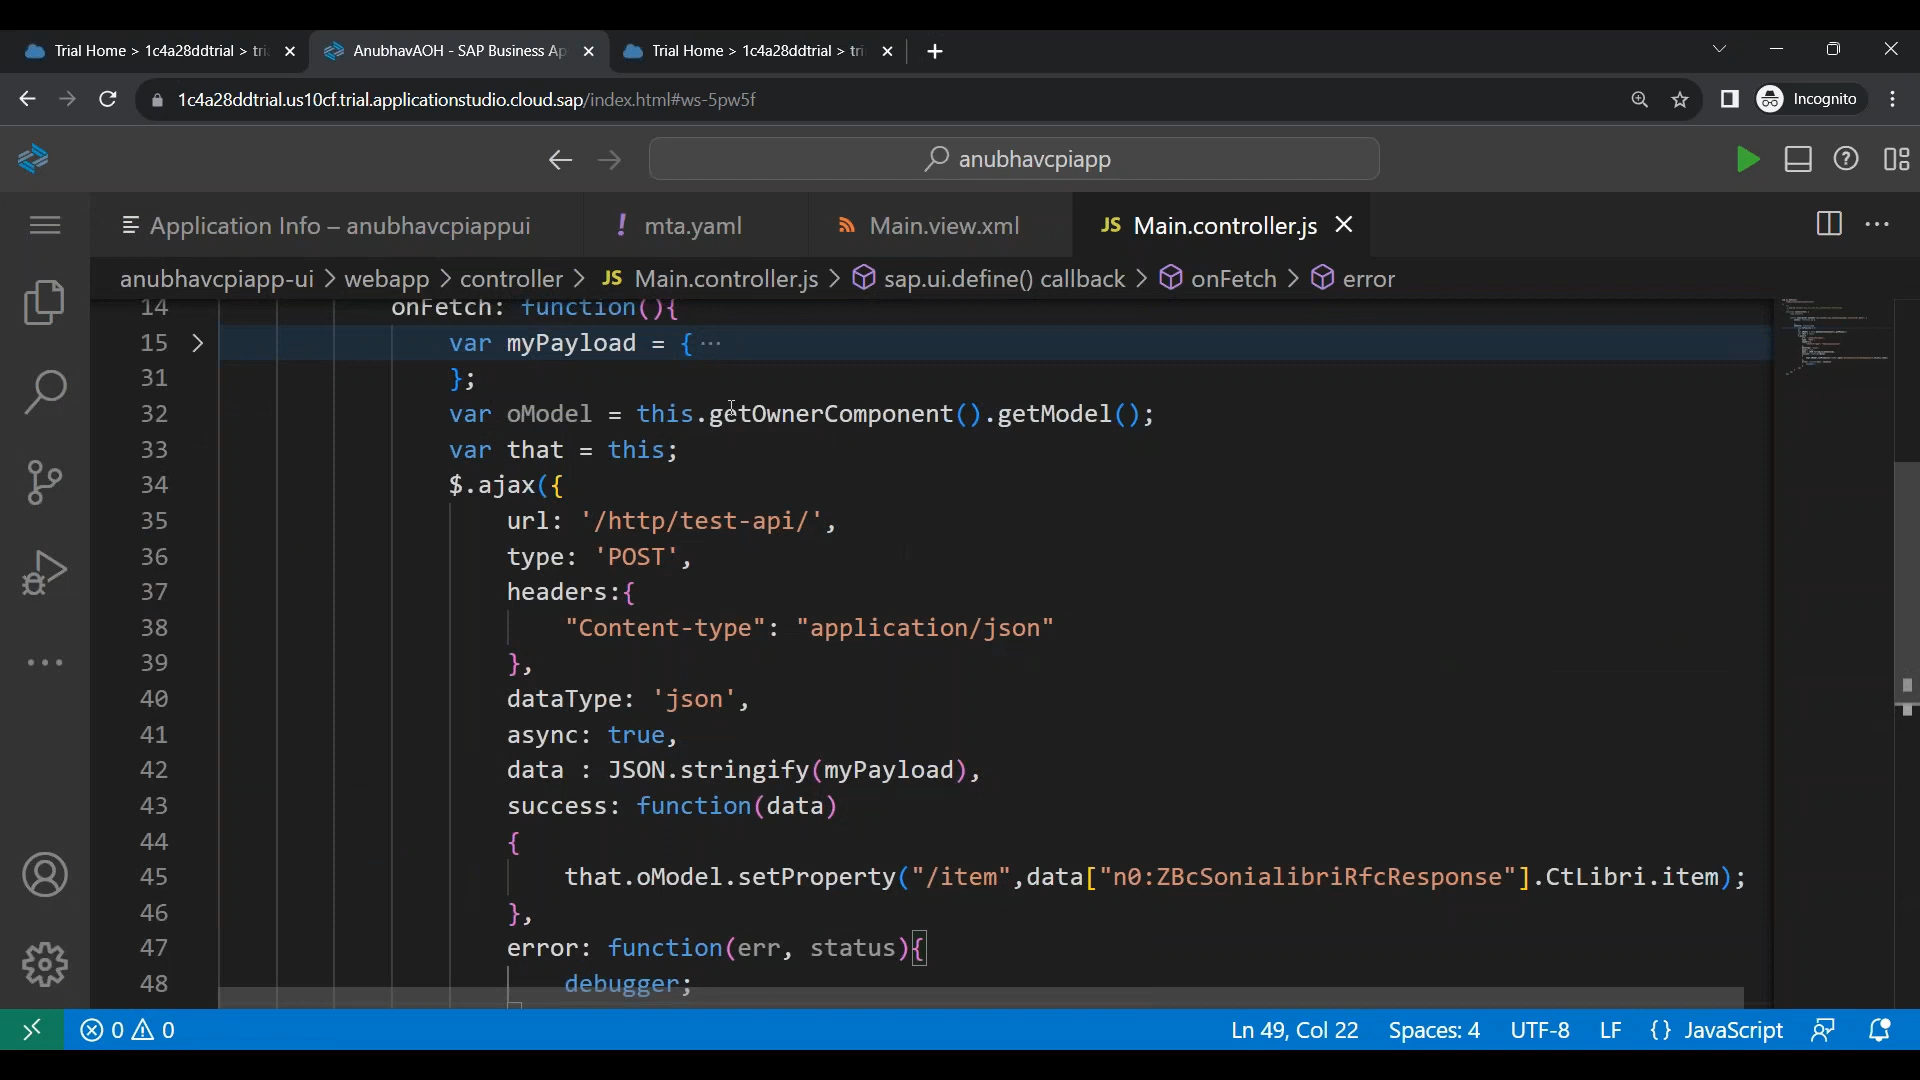 Trial Home > 1c4a28ddtrial > tri
AnubhavAOH - SAP Business Ap
Trial Home > 1c4a28ddtrial > tri
1c4a28ddtrial.us10cf.trial.applicationstudio.cloud.sap/index.html#ws-5pw5f
Incognito
anubhavcpiapp
Application Info – anubhavcpiappui
! mta.yaml
Main.view.xml
JS Main.controller.js
anubhavcpiapp-ui > webapp > controller > JS Main.controller.js > sap.ui.define() callback > onFetch > error
14 onFetch: function(){
15 var myPayload = { ···
31 };
32 var oModel = this.getOwnerComponent().getModel();
33 var that = this;
34 $.ajax({
35 url: '/http/test-api/',
36 type: 'POST',
37 headers:{
38 "Content-type": "application/json"
39 },
40 dataType: 'json',
41 async: true,
42 data : JSON.stringify(myPayload),
43 success: function(data)
44 {
45 that.oModel.setProperty("/item",data["n0:ZBcSonialibriRfcResponse"].CtLibri.item);
46 },
47 error: function(err, status){
48 debugger;
0 0
Ln 49, Col 22
Spaces: 4
UTF-8
LF
{} JavaScript